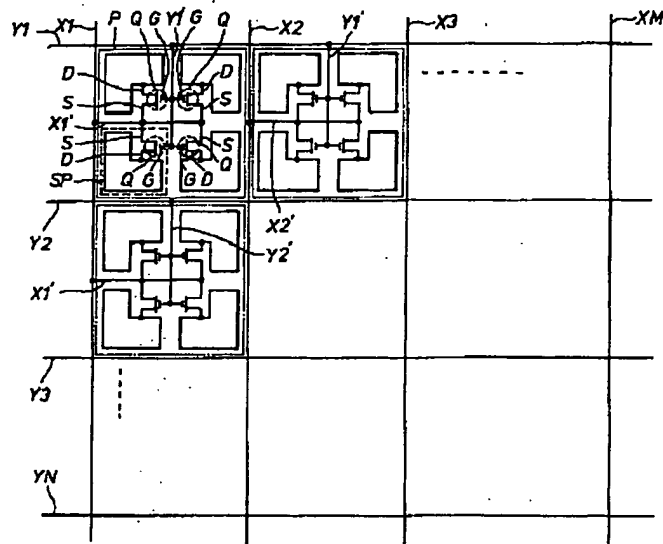 X1 P Q G Y1' G Q X2 Y1' X3 XM
Y1
D D
S S
X1'
S S
D Q
SP Q G G D X2'
Y2 Y2'
X1'
Y3
YN